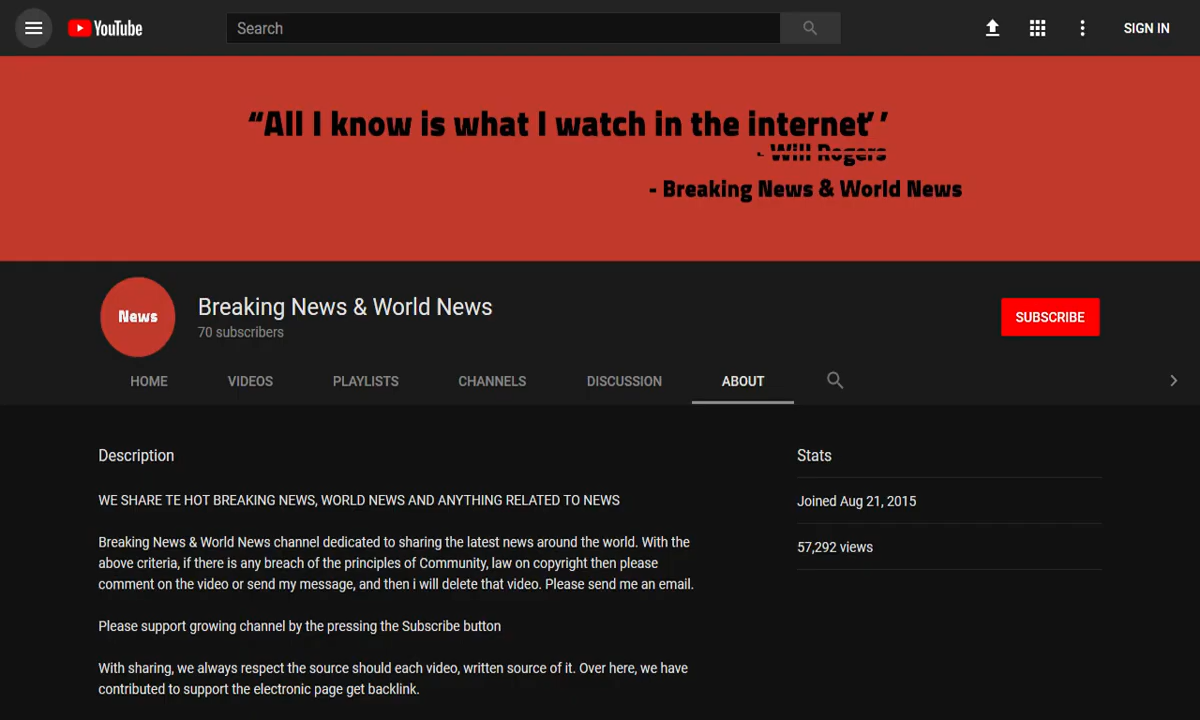 YouTube
Search
SIGN IN
“All I know is what I watch in the internet’’
- Will Rogers
- Breaking News & World News
News
Breaking News & World News
70 subscribers
SUBSCRIBE
HOME VIDEOS PLAYLISTS CHANNELS DISCUSSION ABOUT
Description
WE SHARE TE HOT BREAKING NEWS, WORLD NEWS AND ANYTHING RELATED TO NEWS
Breaking News & World News channel dedicated to sharing the latest news around the world. With the
above criteria, if there is any breach of the principles of Community, law on copyright then please
comment on the video or send my message, and then i will delete that video. Please send me an email.
Please support growing channel by the pressing the Subscribe button
With sharing, we always respect the source should each video, written source of it. Over here, we have
contributed to support the electronic page get backlink.
Stats
Joined Aug 21, 2015
57,292 views